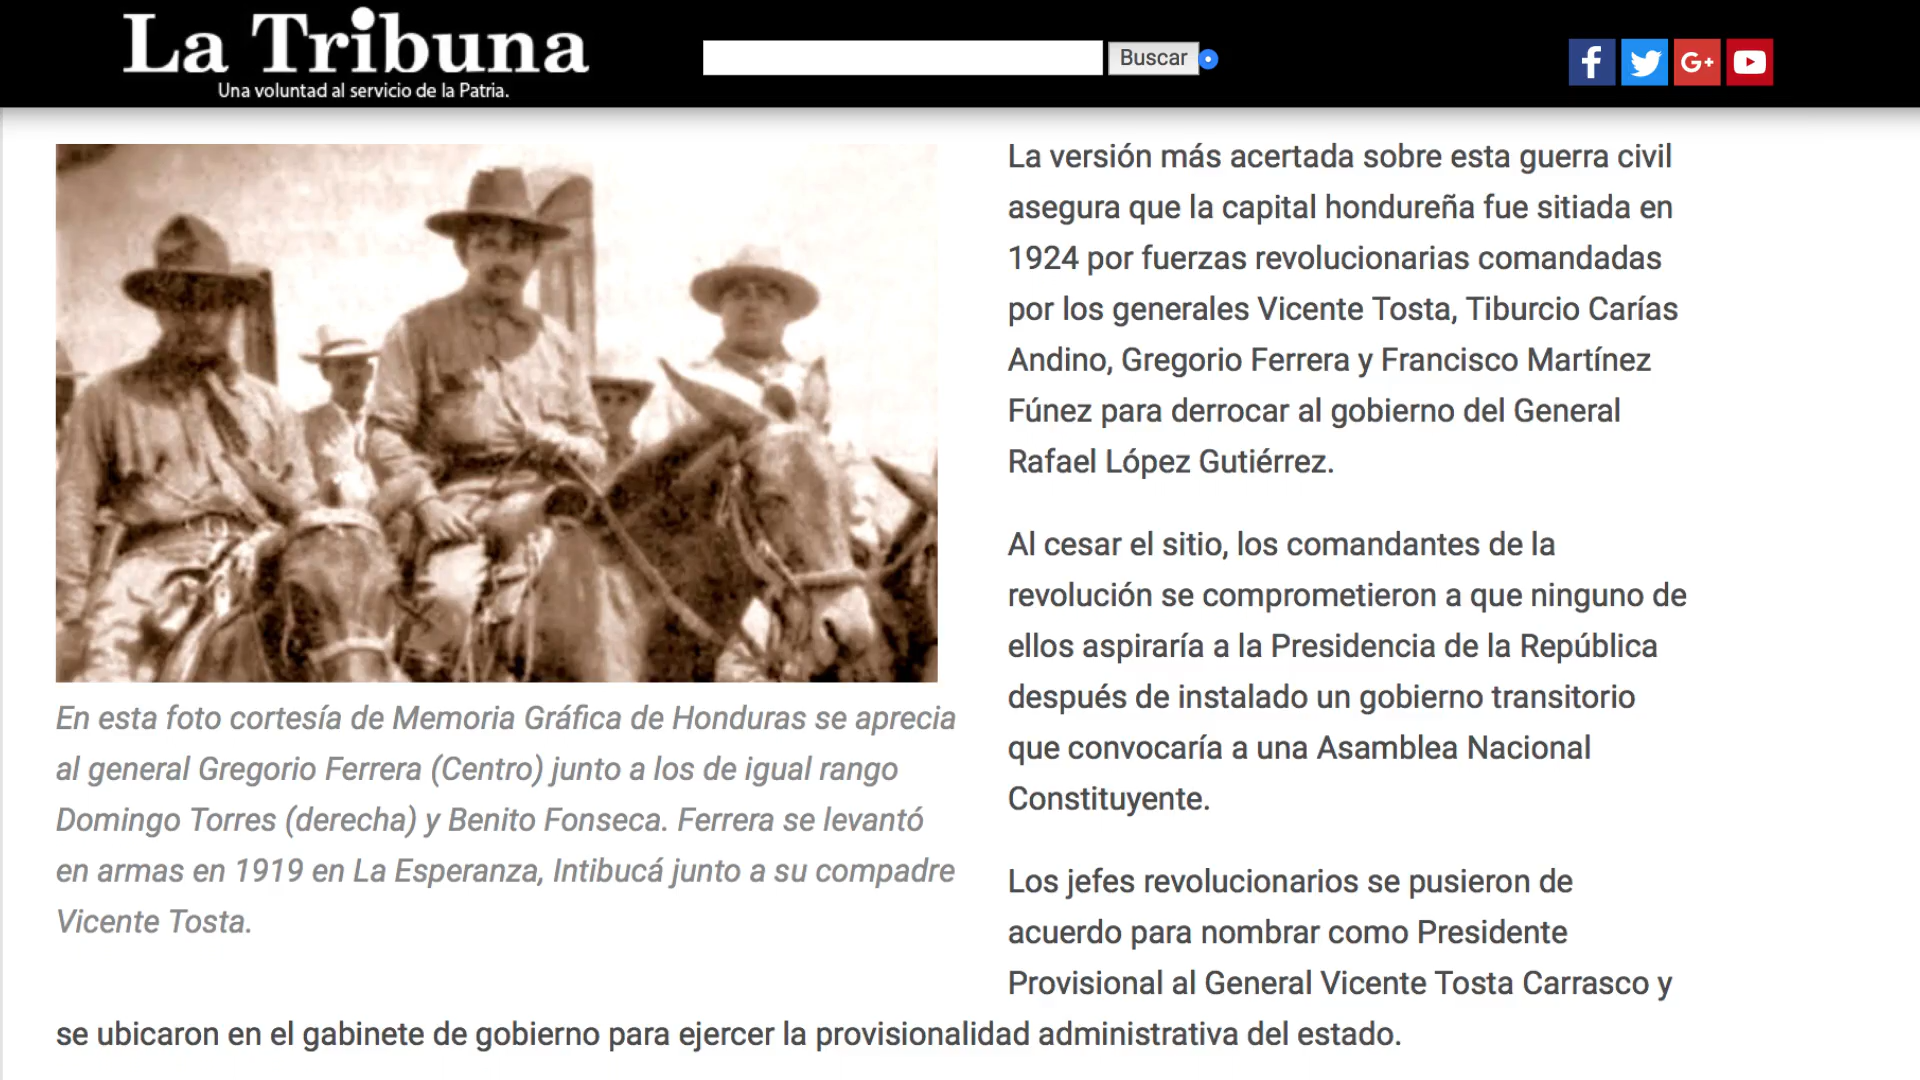 La Tribuna
Una voluntad al servicio de la Patria.
Buscar
f
G+
La versión más acertada sobre esta guerra civil
asegura que la capital hondureña fue sitiada en
1924 por fuerzas revolucionarias comandadas
por los generales Vicente Tosta, Tiburcio Carías
Andino, Gregorio Ferrera y Francisco Martínez
Fúnez para derrocar al gobierno del General
Rafael López Gutiérrez.
Al cesar el sitio, los comandantes de la
revolución se comprometieron a que ninguno de
ellos aspiraría a la Presidencia de la República
después de instalado un gobierno transitorio
que convocaría a una Asamblea Nacional
Constituyente.
Los jefes revolucionarios se pusieron de
acuerdo para nombrar como Presidente
Provisional al General Vicente Tosta Carrasco y
se ubicaron en el gabinete de gobierno para ejercer la provisionalidad administrativa del estado.
En esta foto cortesía de Memoria Gráfica de Honduras se aprecia
al general Gregorio Ferrera (Centro) junto a los de igual rango
Domingo Torres (derecha) y Benito Fonseca. Ferrera se levantó
en armas en 1919 en La Esperanza, Intibucá junto a su compadre
Vicente Tosta.